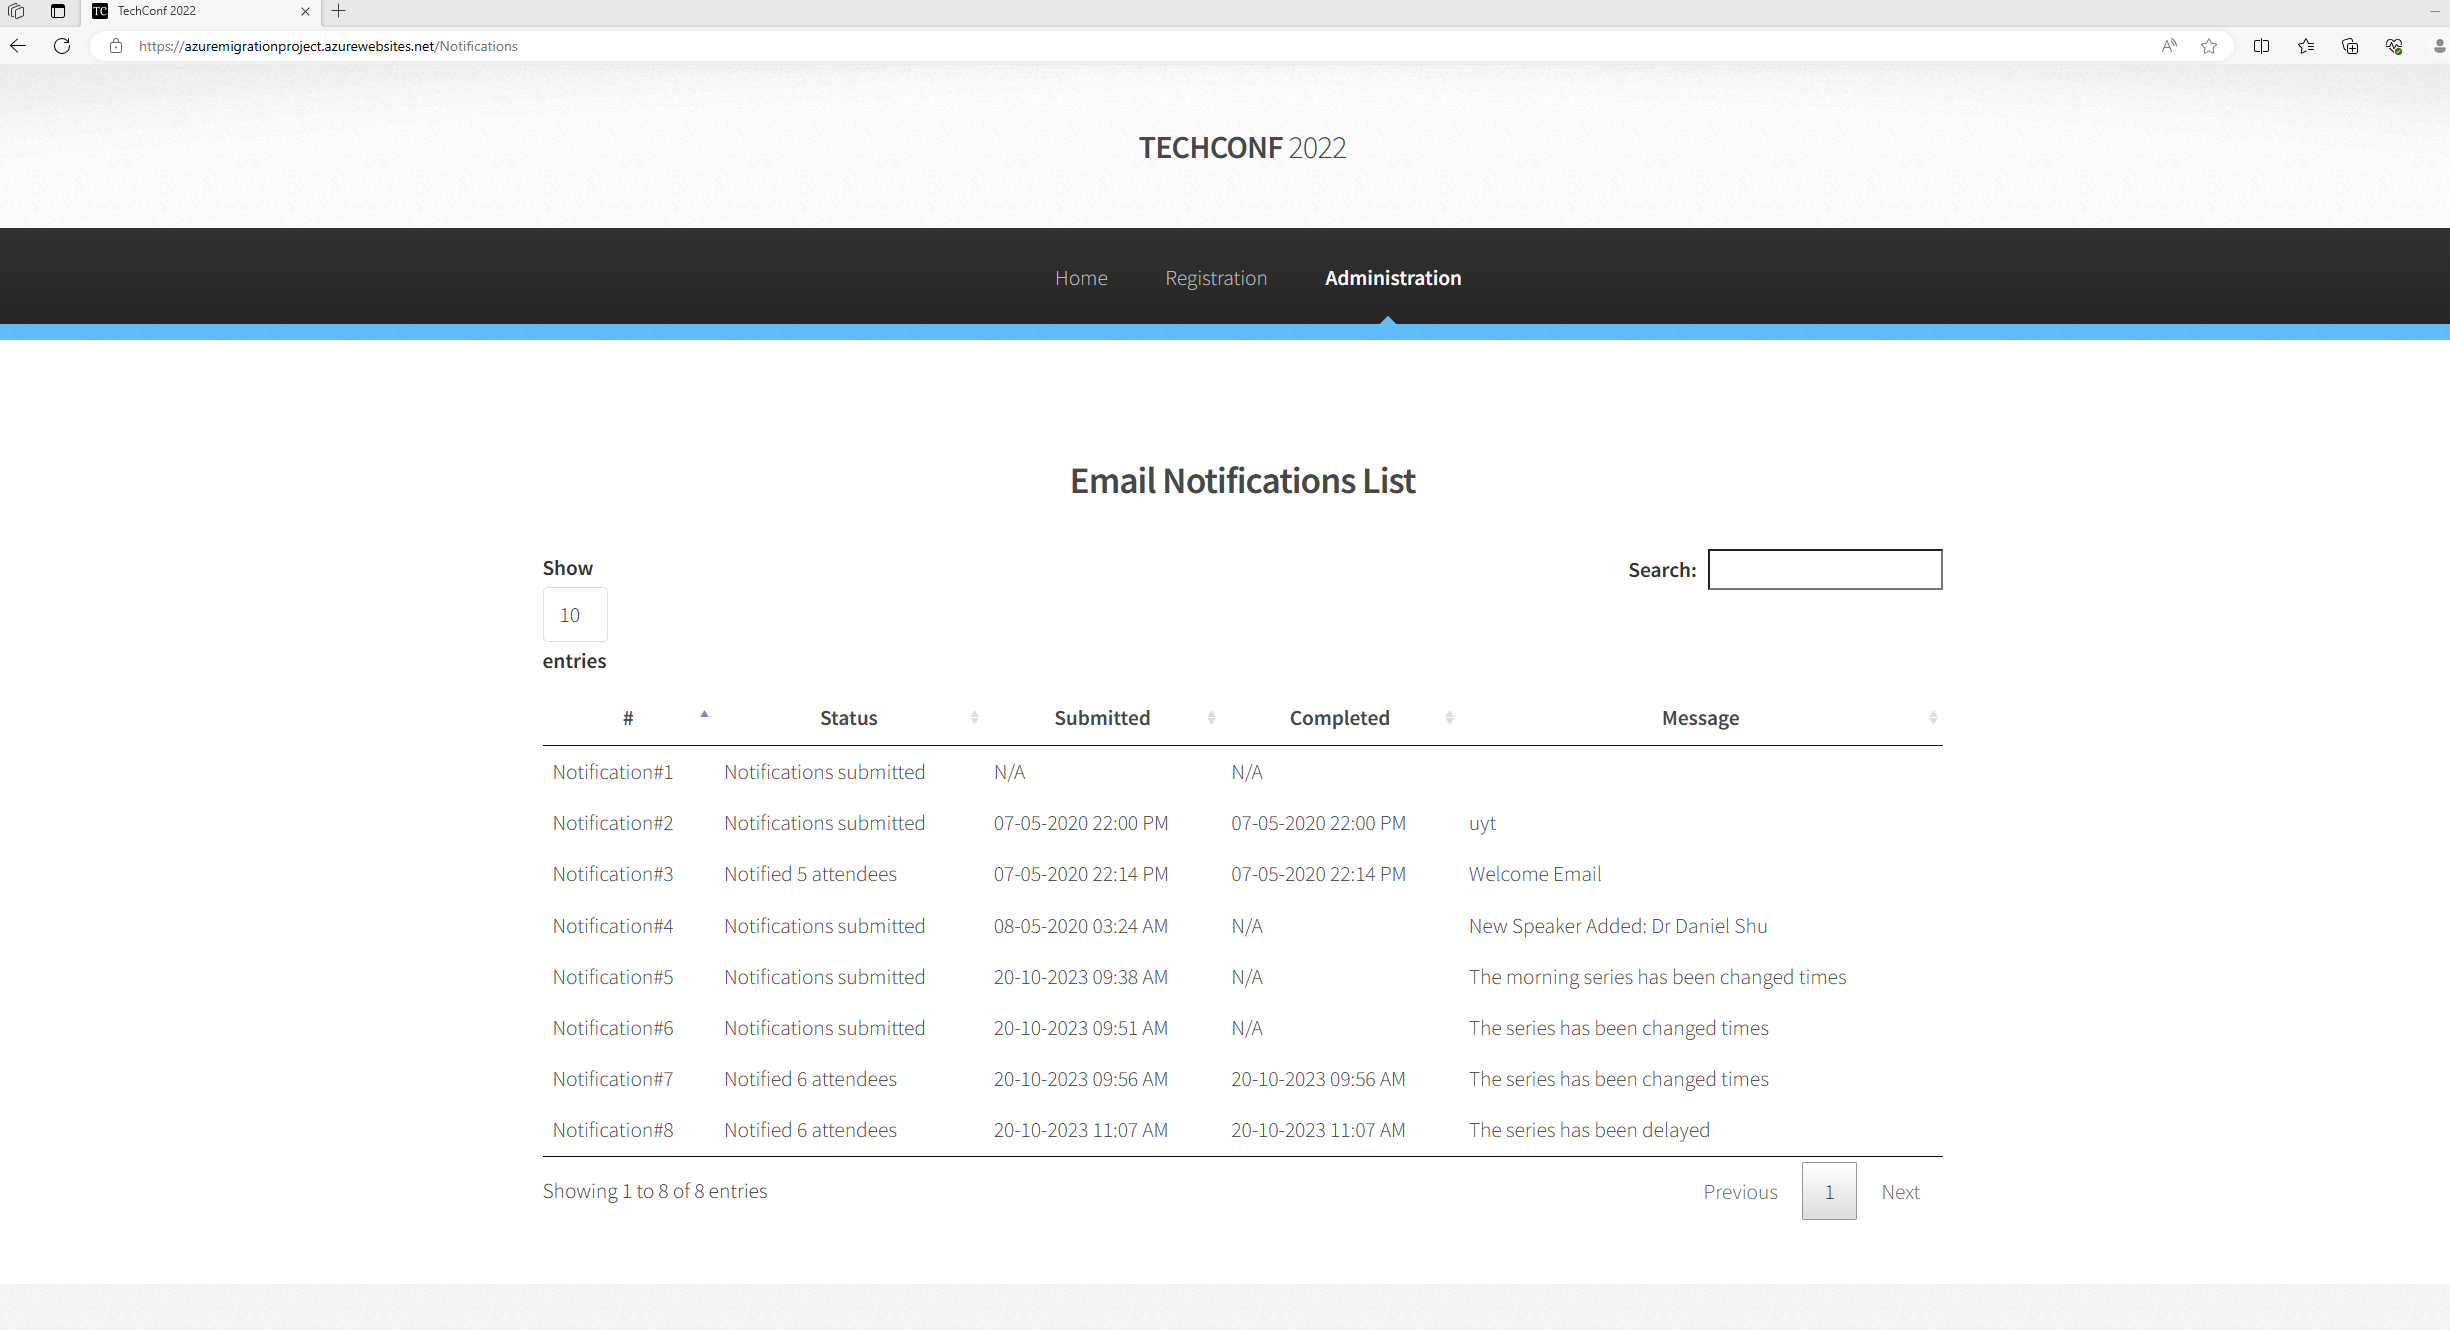 TechConf 2022
https://azuremigrationproject.azurewebsites.net/Notifications
TECHCONF 2022
Home Registration Administration
Email Notifications List
Show
Search:
10
entries
# Status Submitted Completed Message
Notification#1 Notifications submitted N/A N/A
Notification#2 Notifications submitted 07-05-2020 22:00 PM 07-05-2020 22:00 PM uyt
Notification#3 Notified 5 attendees 07-05-2020 22:14 PM 07-05-2020 22:14 PM Welcome Email
Notification#4 Notifications submitted 08-05-2020 03:24 AM N/A New Speaker Added: Dr Daniel Shu
Notification#5 Notifications submitted 20-10-2023 09:38 AM N/A The morning series has been changed times
Notification#6 Notifications submitted 20-10-2023 09:51 AM N/A The series has been changed times
Notification#7 Notified 6 attendees 20-10-2023 09:56 AM 20-10-2023 09:56 AM The series has been changed times
Notification#8 Notified 6 attendees 20-10-2023 11:07 AM 20-10-2023 11:07 AM The series has been delayed
Showing 1 to 8 of 8 entries
Previous 1 Next